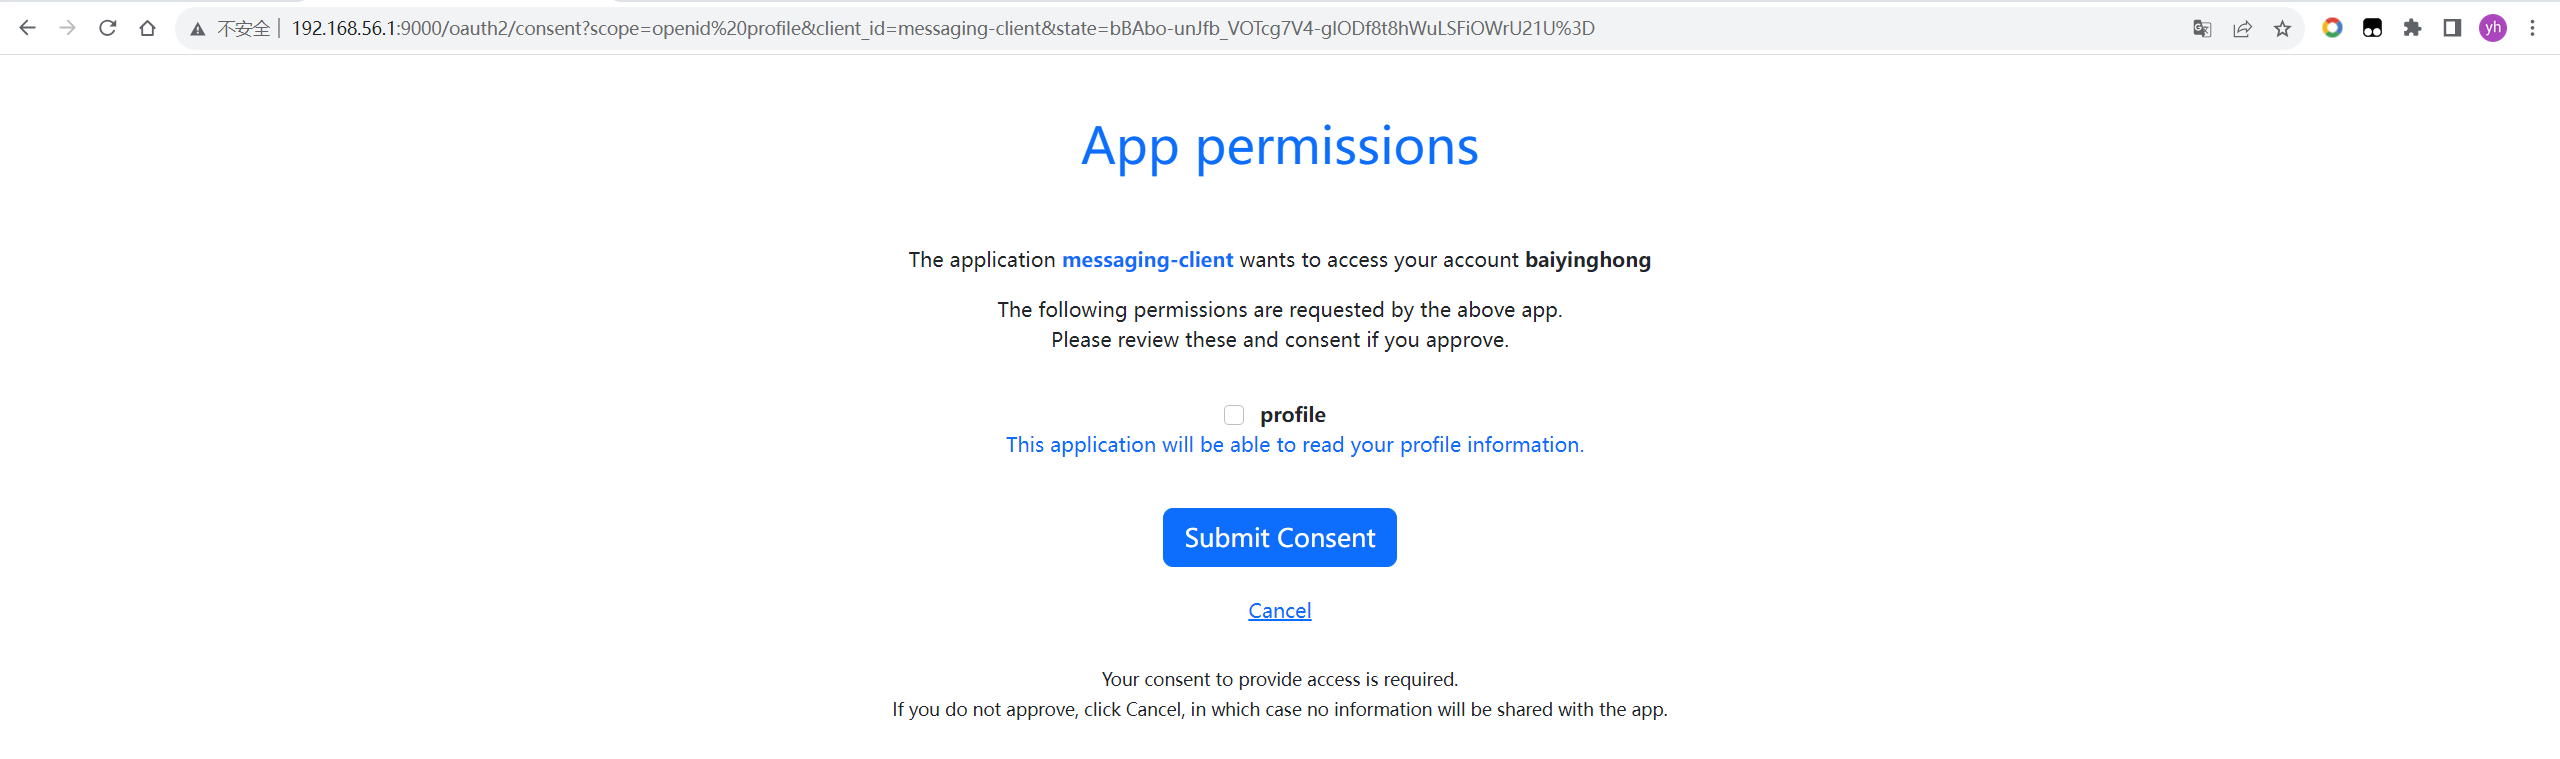 不安全 192.168.56.1:9000/oauth2/consent?scope=openid%20profile&client_id=messaging-client&state=bBAbo-unJfb_VOTcg7V4-glODf8t8hWuLSFiOWrU21U%3D yh
App permissions
The application messaging-client wants to access your account baiyinghong
The following permissions are requested by the above app.
Please review these and consent if you approve.
profile
This application will be able to read your profile information.
Submit Consent
Cancel
Your consent to provide access is required.
If you do not approve, click Cancel, in which case no information will be shared with the app.